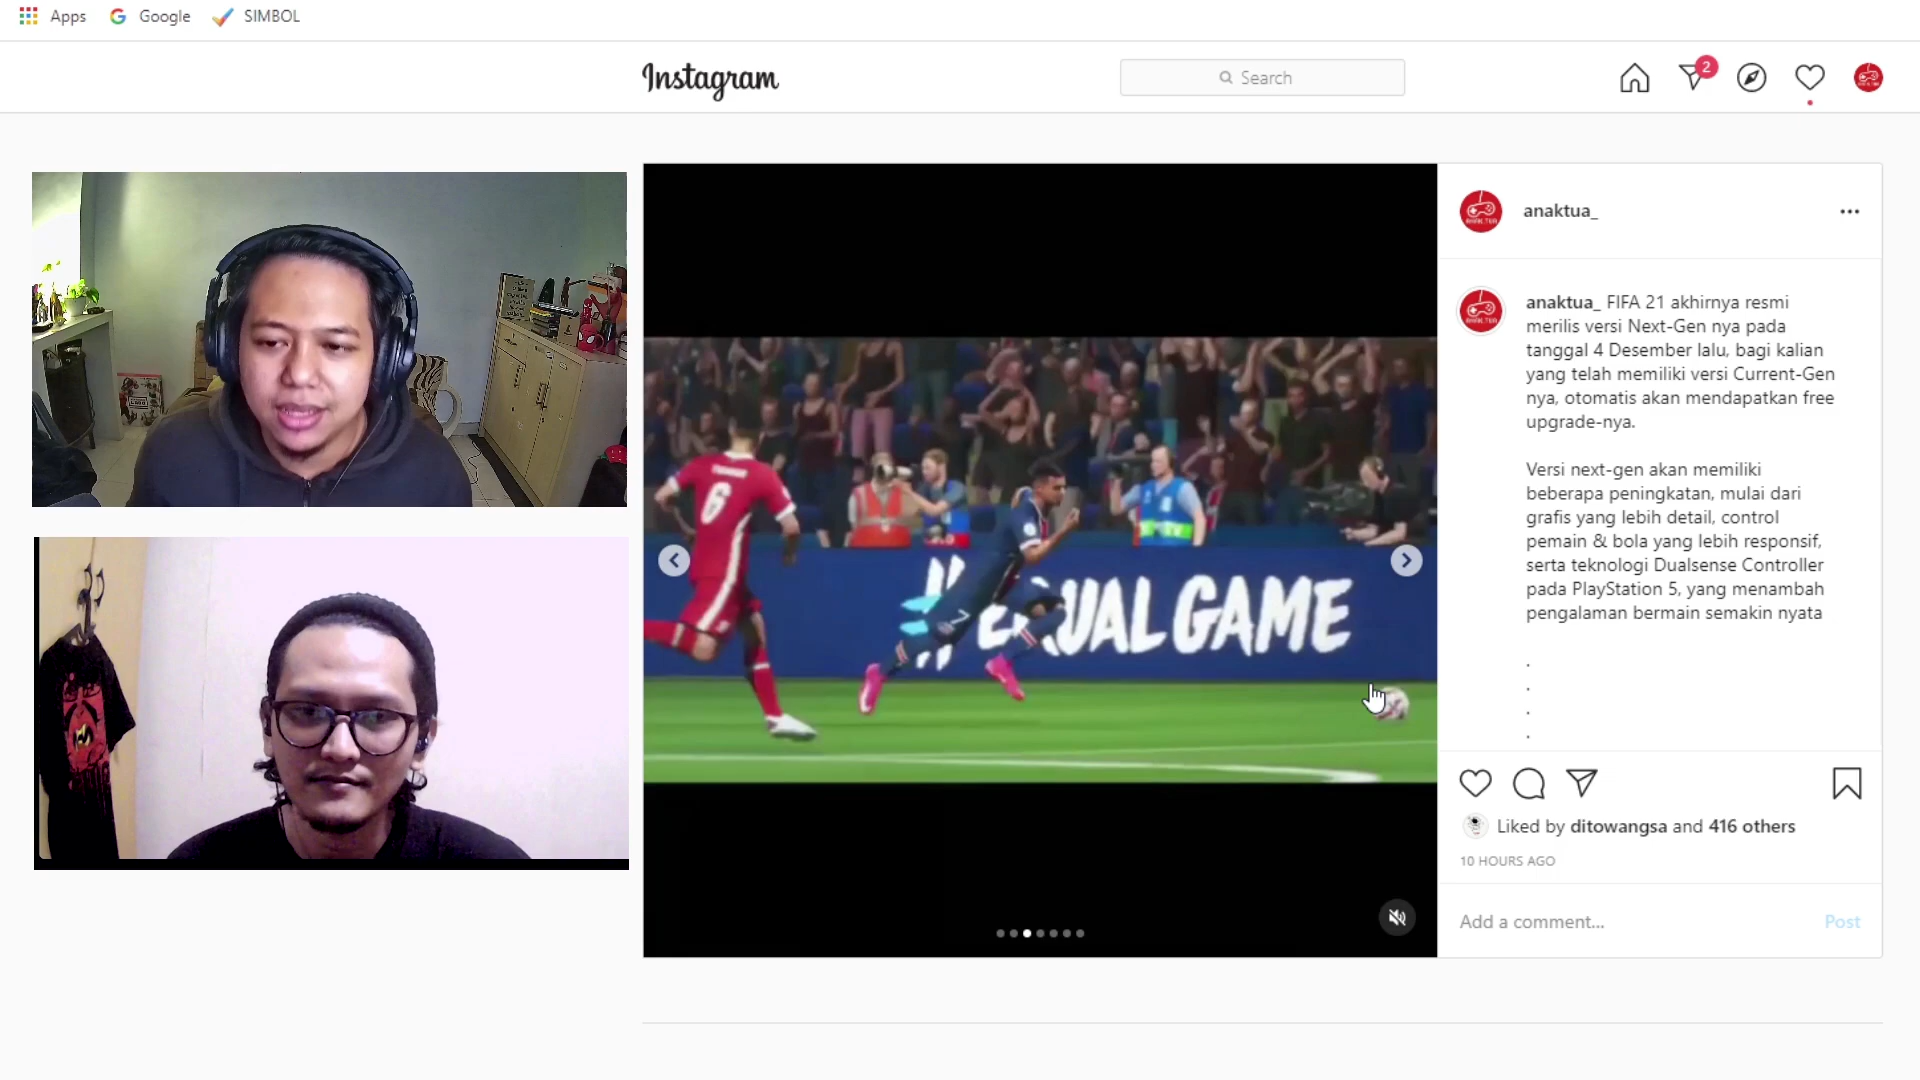 Apps
Google
SIMBOL
Instagram
Search
2
anaktua_
anaktua_ FIFA 21 akhirnya resmi
merilis versi Next-Gen nya pada
tanggal 4 Desember lalu, bagi kalian
yang telah memiliki versi Current-Gen
nya, otomatis akan mendapatkan free
upgrade-nya.
Versi next-gen akan memiliki
beberapa peningkatan, mulai dari
grafis yang lebih detail, control
pemain & bola yang lebih responsif,
serta teknologi Dualsense Controller
pada PlayStation 5, yang menambah
pengalaman bermain semakin nyata
.
.
.
.
6
7
#EQUALGAME
Liked by ditowangsa and 416 others
10 HOURS AGO
Add a comment...
Post